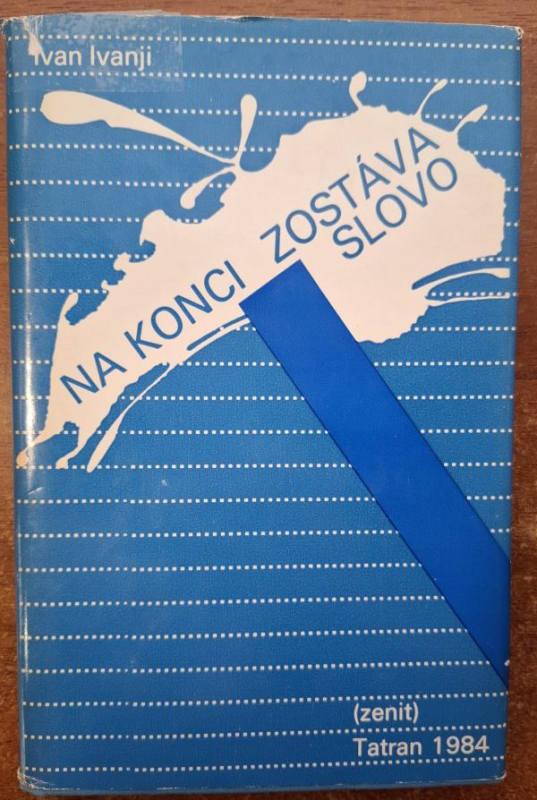 Ivan Ivanji
NA KONCI ZOSTÁVA
SLOVO
(zenit)
Tatran 1984